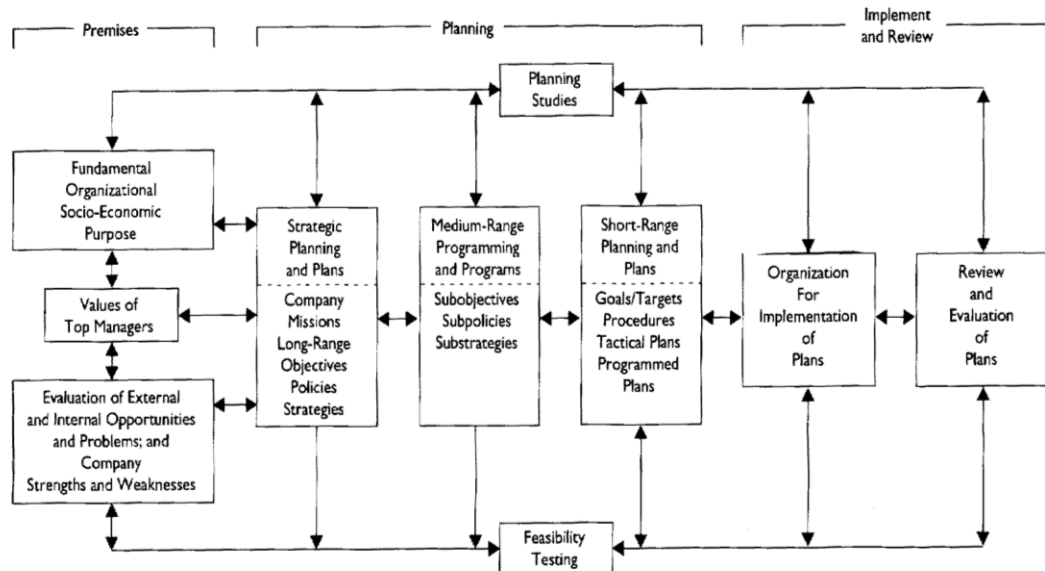 Premises
Planning
Implement
and Review
Planning
Studies
Fundamental
Organizational
Socio-Economic
Purpose
Values of
Top Managers
Evaluation of External
and Internal Opportunities
and Problems; and
Company
Strengths and Weaknesses
Strategic
Planning
and Plans
Company
Missions
Long-Range
Objectives
Policies
Strategies
Medium-Range
Programming
and Programs
Subobjectives
Subpolicies
Substrategies
Short-Range
Planning and
Plans
Goals/Targets
Procedures
Tactical Plans
Programmed
Plans
Organization
For
Implementation
of
Plans
Review
and
Evaluation
of
Plans
Feasibility
Testing